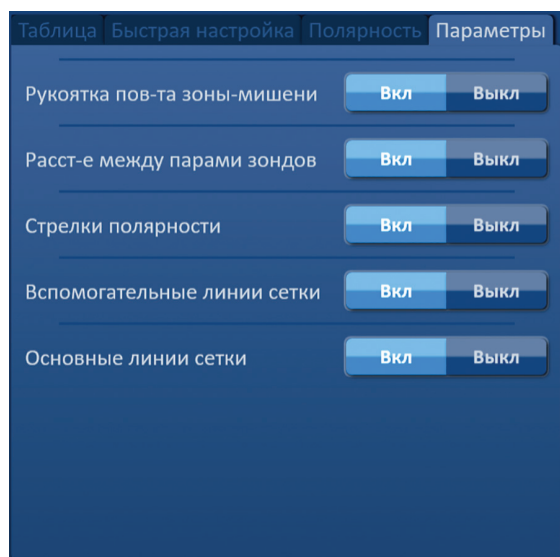 Таблица Быстрая настройка Полярность Параметры
Рукоятка пов-та зоны-мишени Вкл Выкл
Расст-е между парами зондов Вкл Выкл
Стрелки полярности Вкл Выкл
Вспомогательные линии сетки Вкл Выкл
Основные линии сетки Вкл Выкл